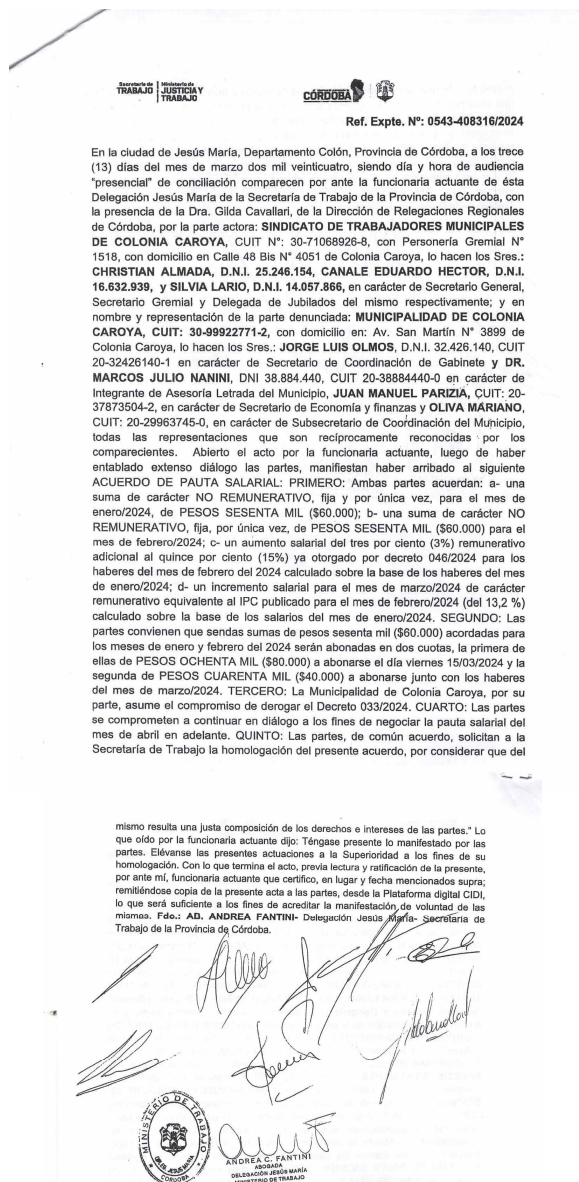 Secretaría de TRABAJO
Ministerio de JUSTICIA Y TRABAJO
CÓRDOBA
Ref. Expte. Nº: 0543-408316/2024
En la ciudad de Jesús María, Departamento Colón, Provincia de Córdoba, a los trece
(13) días del mes de marzo dos mil veinticuatro, siendo día y hora de audiencia
"presencial" de conciliación comparecen por ante la funcionaria actuante de ésta
Delegación Jesús María de la Secretaría de Trabajo de la Provincia de Córdoba, con
la presencia de la Dra. Gilda Cavallari, de la Dirección de Relegaciones Regionales de
Córdoba, por la parte actora: SINDICATO DE TRABAJADORES MUNICIPALES
DE COLONIA CAROYA, CUIT N°: 30-71068926-8, con Personería Gremial N°
1518, con domicilio en Calle 48 Bis N° 4051 de Colonia Caroya, lo hacen los Sres.:
CHRISTIAN ALMADA, D.N.I. 25.246.154, CANALE EDUARDO HECTOR, D.N.I.
16.632.939, y SILVIA LARIO, D.N.I. 14.057.866, en carácter de Secretario General,
Secretario Gremial y Delegada de Jubilados del mismo respectivamente; y en
nombre y representación de la parte denunciada: MUNICIPALIDAD DE COLONIA
CAROYA, CUIT: 30-99922771-2, con domicilio en: Av. San Martín N° 3899 de
Colonia Caroya, lo hacen los Sres.: JORGE LUIS OLMOS, D.N.I. 32.426.140, CUIT
20-32426140-1 en carácter de Secretario de Coordinación de Gabinete y DR.
MARCOS JULIO NANINI, DNI 38.884.440, CUIT 20-38884440-0 en carácter de
Integrante de Asesoría Letrada del Municipio, JUAN MANUEL PARIZIA, CUIT: 20-
37873504-2, en carácter de Secretario de Economía y finanzas y OLIVA MARIANO,
CUIT: 20-29963745-0, en carácter de Subsecretario de Coordinación del Municipio,
todas las representaciones que son recíprocamente reconocidas por los
comparecientes. Abierto el acto por la funcionaria actuante, luego de haber
entablado extenso diálogo las partes, manifiestan haber arribado al siguiente
ACUERDO DE PAUTA SALARIAL: PRIMERO: Ambas partes acuerdan: a- una
suma de carácter NO REMUNERATIVO, fija y por única vez, para el mes de
enero/2024, de PESOS SESENTA MIL ($60.000); b- una suma de carácter NO
REMUNERATIVO, fija, por única vez, de PESOS SESENTA MIL ($60.000) para el
mes de febrero/2024; c- un aumento salarial del tres por ciento (3%) remunerativo
adicional al quince por ciento (15%) ya otorgado por decreto 046/2024 para los
haberes del mes de febrero del 2024 calculado sobre la base de los haberes del mes
de enero/2024; d- un incremento salarial para el mes de marzo/2024 de carácter
remunerativo equivalente al IPC publicado para el mes de febrero/2024 (del 13,2 %)
calculado sobre la base de los salarios del mes de enero/2024. SEGUNDO: Las
partes convienen que sendas sumas de pesos sesenta mil ($60.000) acordadas para
los meses de enero y febrero del 2024 serán abonadas en dos cuotas, la primera de
ellas de PESOS OCHENTA MIL ($80.000) a abonarse el día viernes 15/03/2024 y la
segunda de PESOS CUARENTA MIL ($40.000) a abonarse junto con los haberes
del mes de marzo/2024. TERCERO: La Municipalidad de Colonia Caroya, por su
parte, asume el compromiso de derogar el Decreto 033/2024. CUARTO: Las partes
se comprometen a continuar en diálogo a los fines de negociar la pauta salarial del
mes de abril en adelante. QUINTO: Las partes, de común acuerdo, solicitan a la
Secretaría de Trabajo la homologación del presente acuerdo, por considerar que del
mismo resulta una justa composición de los derechos e intereses de las partes." Lo
que oído por la funcionaria actuante dijo: Téngase presente lo manifestado por las
partes. Elévanse las presentes actuaciones a la Superioridad a los fines de su
homologación. Con lo que termina el acto, previa lectura y ratificación de la presente,
por ante mí, funcionaria actuante que certifico, en lugar y fecha mencionados supra;
remitiéndose copia de la presente acta a las partes, desde la Plataforma digital CIDI,
lo que será suficiente a los fines de acreditar la manifestación de voluntad de las
mismas. Fdo.: AB. ANDREA FANTINI- Delegación Jesús María- Secretaría de
Trabajo de la Provincia de Córdoba.
MINISTERIO DE TRABAJO
JESUS MARIA
CORDOBA
ANDREA C. FANTINI
ABOGADA
DELEGACIÓN JESÚS MARÍA
MINISTERIO DE TRABAJO